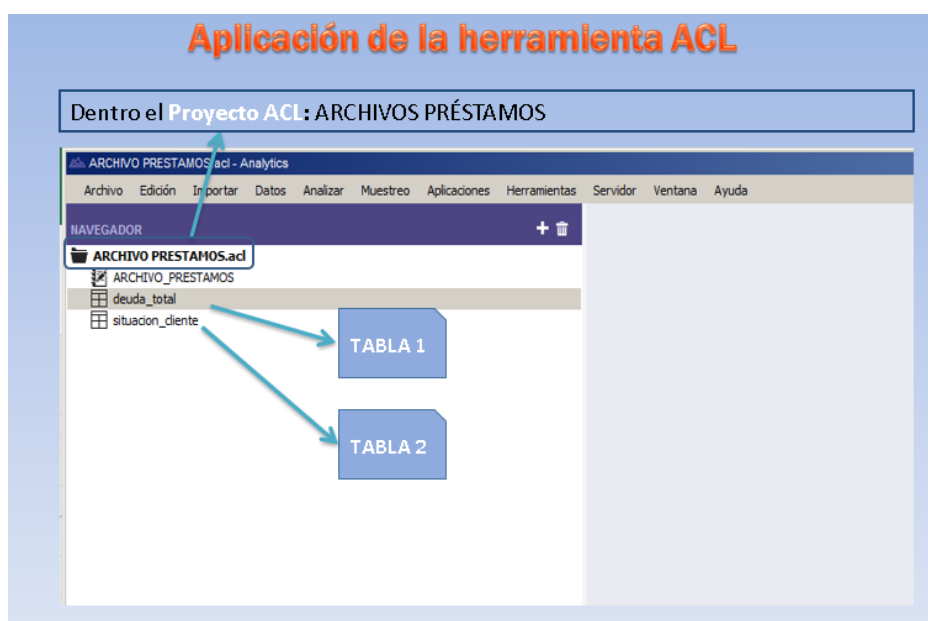 Aplicación de la herramienta ACL
Dentro el Proyecto ACL: ARCHIVOS PRÉSTAMOS
ARCHIVO PRESTAMOS.acl - Analytics
Archivo Edición Importar Datos Analizar Muestreo Aplicaciones Herramientas Servidor Ventana Ayuda
NAVEGADOR
ARCHIVO PRESTAMOS.acl
ARCHIVO_PRESTAMOS
deuda_total
situacion_cliente
TABLA 1
TABLA 2